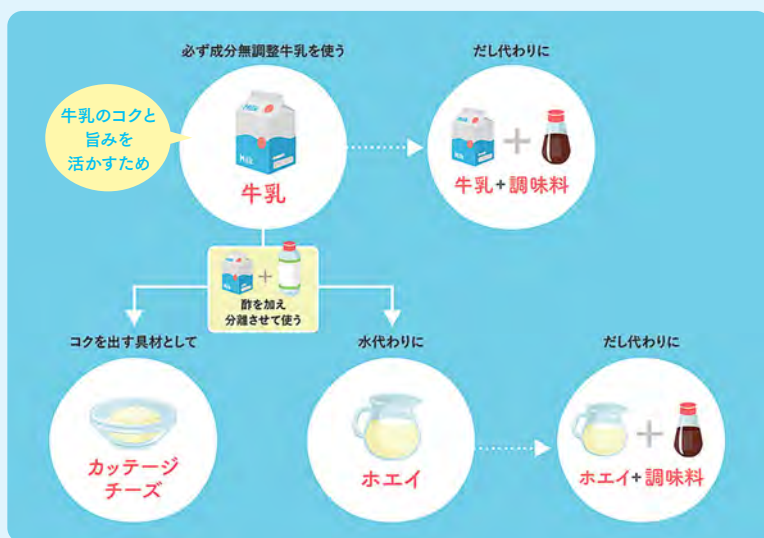 必ず成分無調整牛乳を使う
だし代わりに
牛乳のコクと
旨みを
活かすため
Milk
Milk
牛乳
牛乳+調味料
酢を加え
分離させて使う
コクを出す具材として
水代わりに
だし代わりに
カッテージ
チーズ
ホエイ
ホエイ+調味料